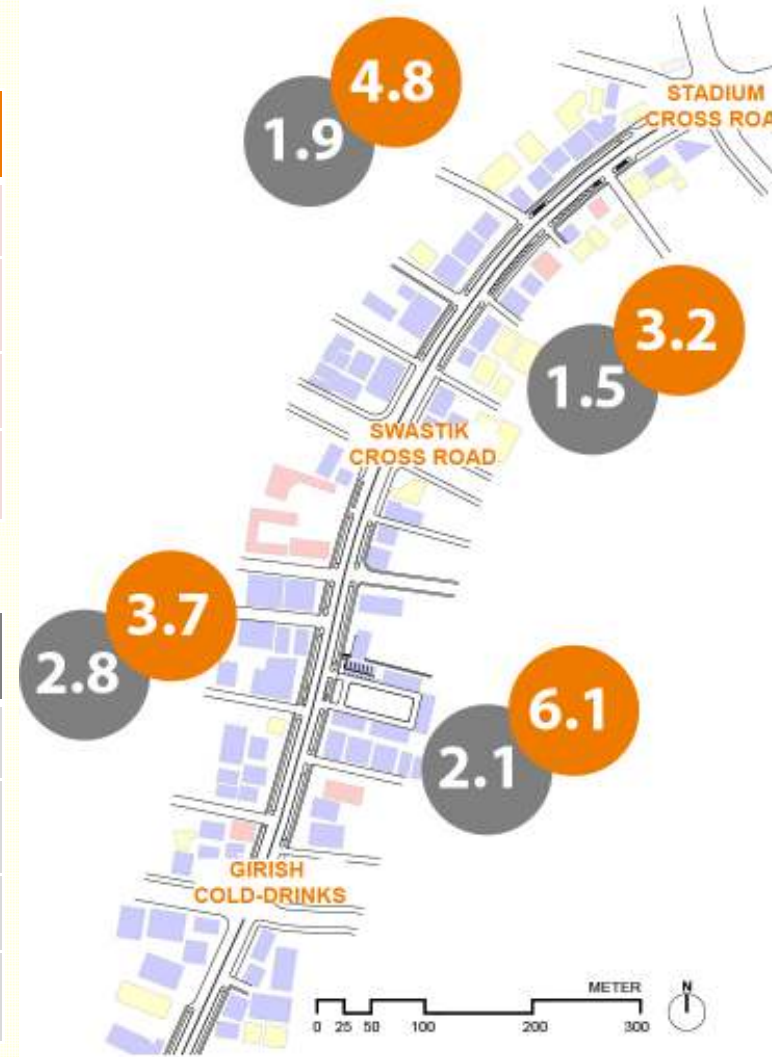 4.8
1.9
STADIUM
CROSS ROA
3.2
1.5
SWASTIK
CROSS ROAD
3.7
2.8
6.1
2.1
GIRISH
COLD-DRINKS
METER
N
0 25 50 100 200 300